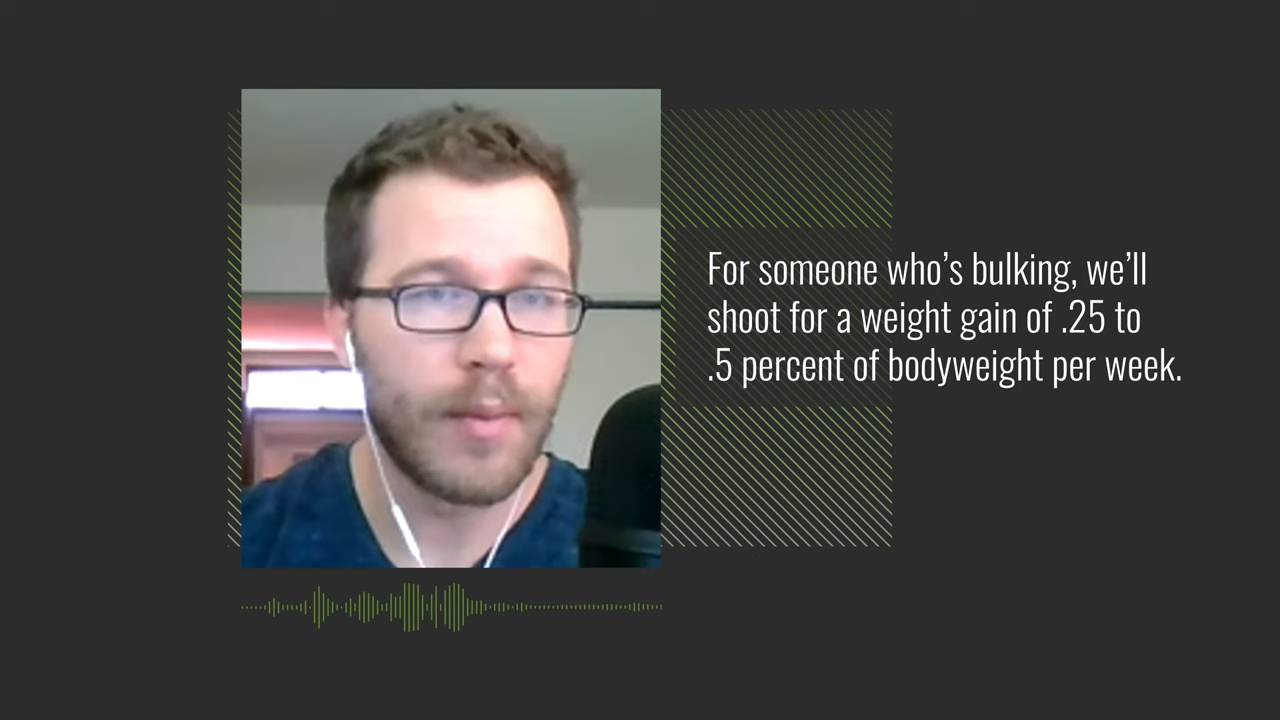 For someone who’s bulking, we’ll
shoot for a weight gain of .25 to
.5 percent of bodyweight per week.